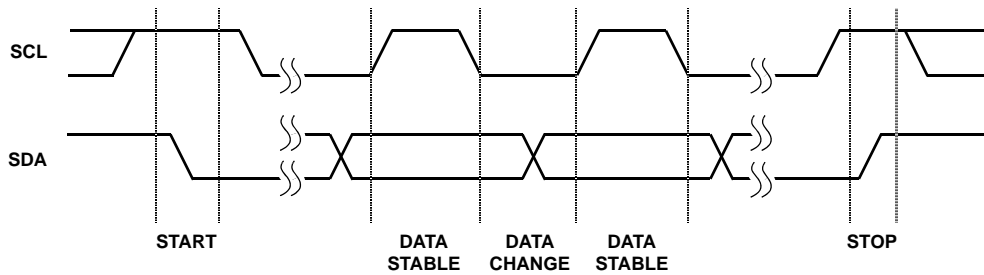 SCL
SDA
START
DATA
STABLE
DATA
CHANGE
DATA
STABLE
STOP